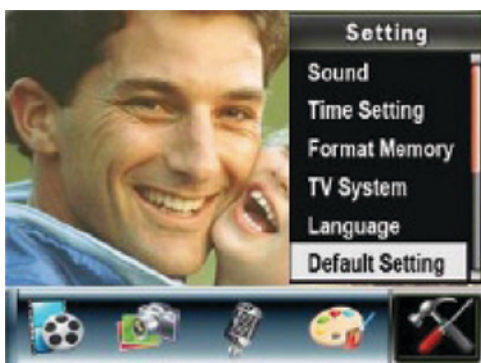 Setting
Sound
Time Setting
Format Memory
TV System
Language
Default Setting